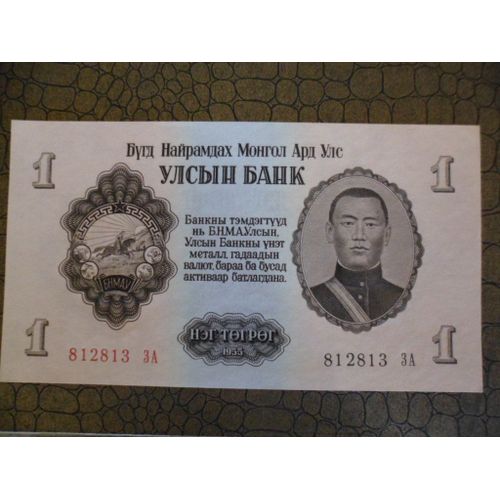 Бүгд Найрамдах Монгол Ард Улс
УЛСЫН БАНК
1
1
Банкны тэмдэгтүүд
нь Б.Н.М.А.Улсын,
Улсын Банкны үнэт
металл, гадаадын
валют, бараа ба бусад
активаар батлагдана.
БНМАУ
НЭГ ТӨГРӨГ
1955
1
812813 ЗА
812813 ЗА
1